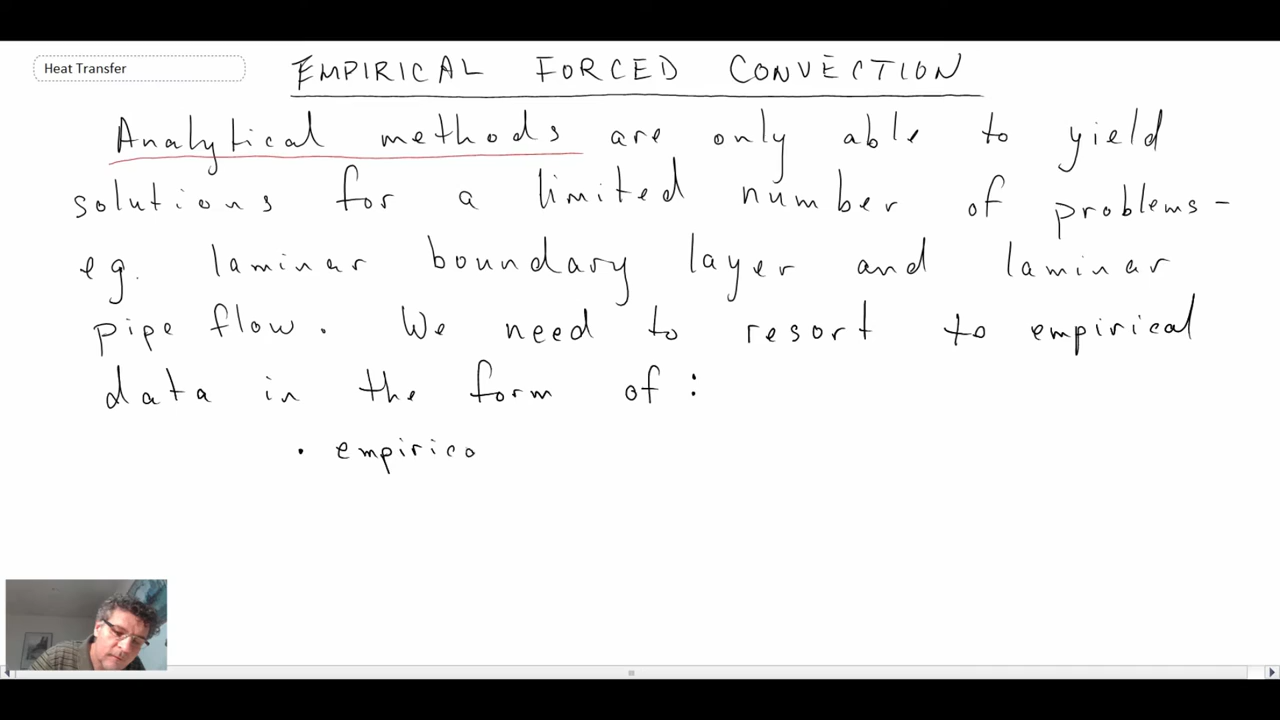 Heat Transfer
EMPIRICAL FORCED CONVECTION
Analytical methods are only able to yield
solutions for a limited number of problems -
eg. laminar boundary layer and laminar
pipe flow. We need to resort to empirical
data in the form of :
• empirica